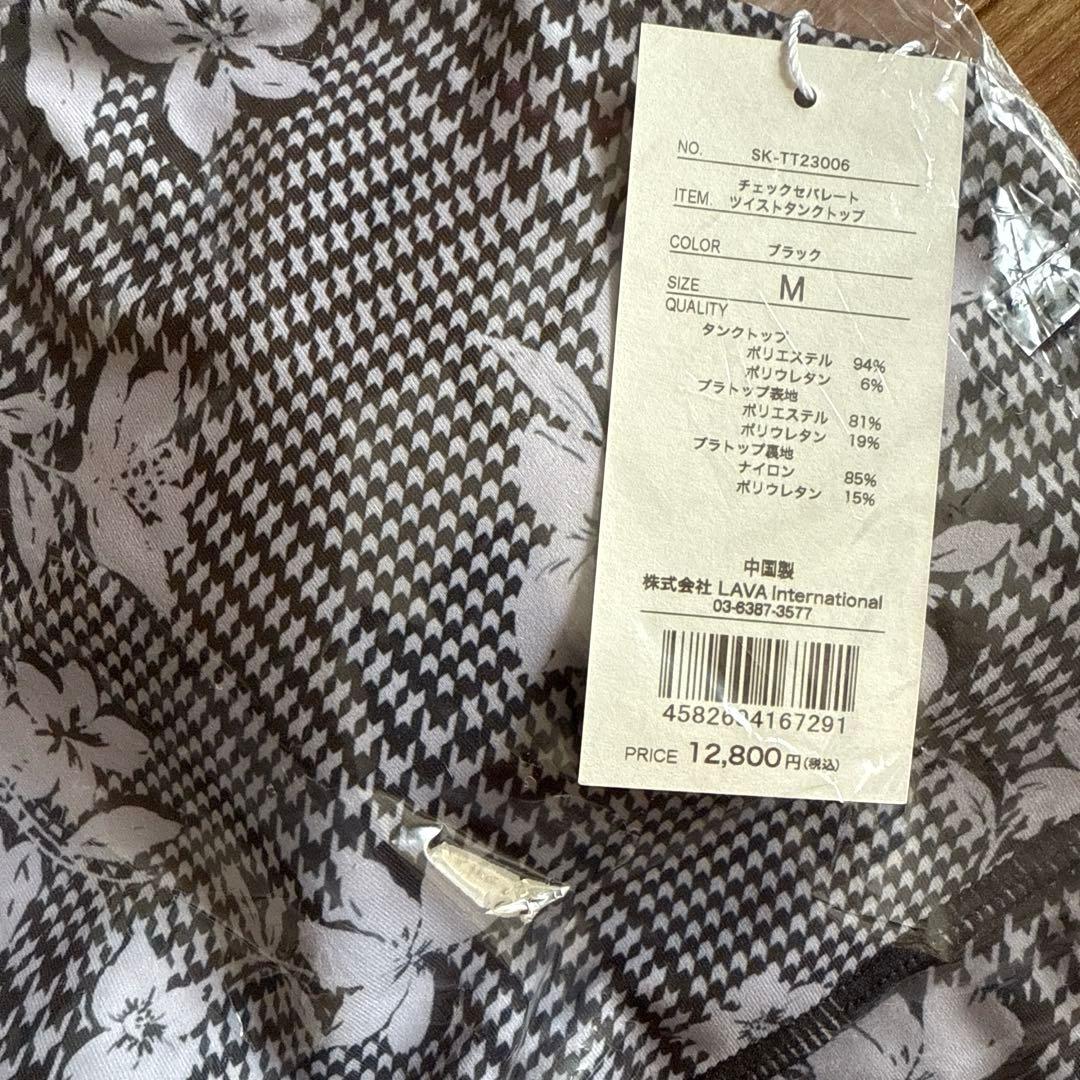 NO. SK-TT23006
チェックセパレート
ITEM. ツイストタンクトップ
COLOR ブラック
SIZE M
QUALITY
タンクトップ
ポリエステル 94%
ポリウレタン 6%
ブラトップ表地
ポリエステル 81%
ポリウレタン 19%
ブラトップ裏地
ナイロン 85%
ポリウレタン 15%
中国製
株式会社 LAVA International
03-6387-3577
4582604167291
PRICE 12,800円(税込)